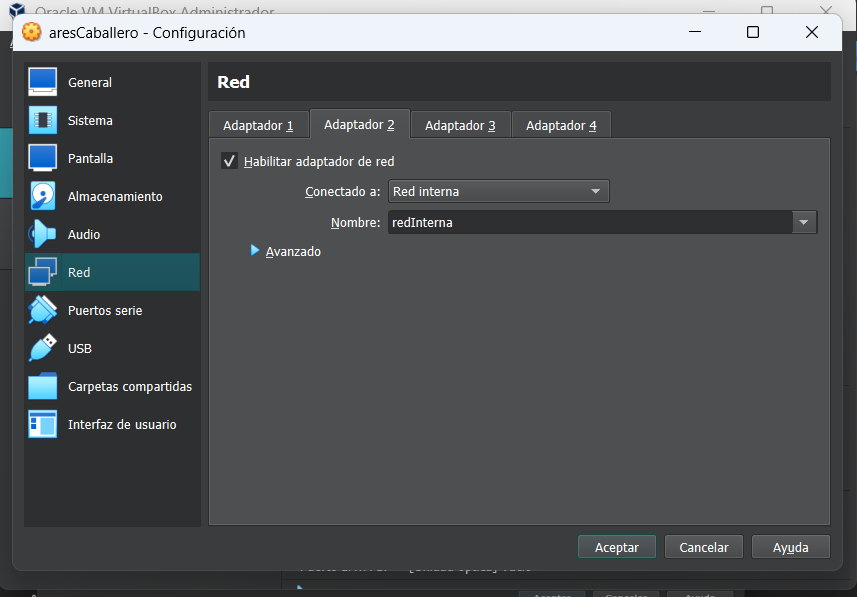 Oracle VM VirtualBox Administrador
aresCaballero - Configuración
General
Sistema
Pantalla
Almacenamiento
Audio
Red
Puertos serie
USB
Carpetas compartidas
Interfaz de usuario
Red
Adaptador 1
Adaptador 2
Adaptador 3
Adaptador 4
Habilitar adaptador de red
Conectado a: Red interna
Nombre: redInterna
Avanzado
Aceptar
Cancelar
Ayuda